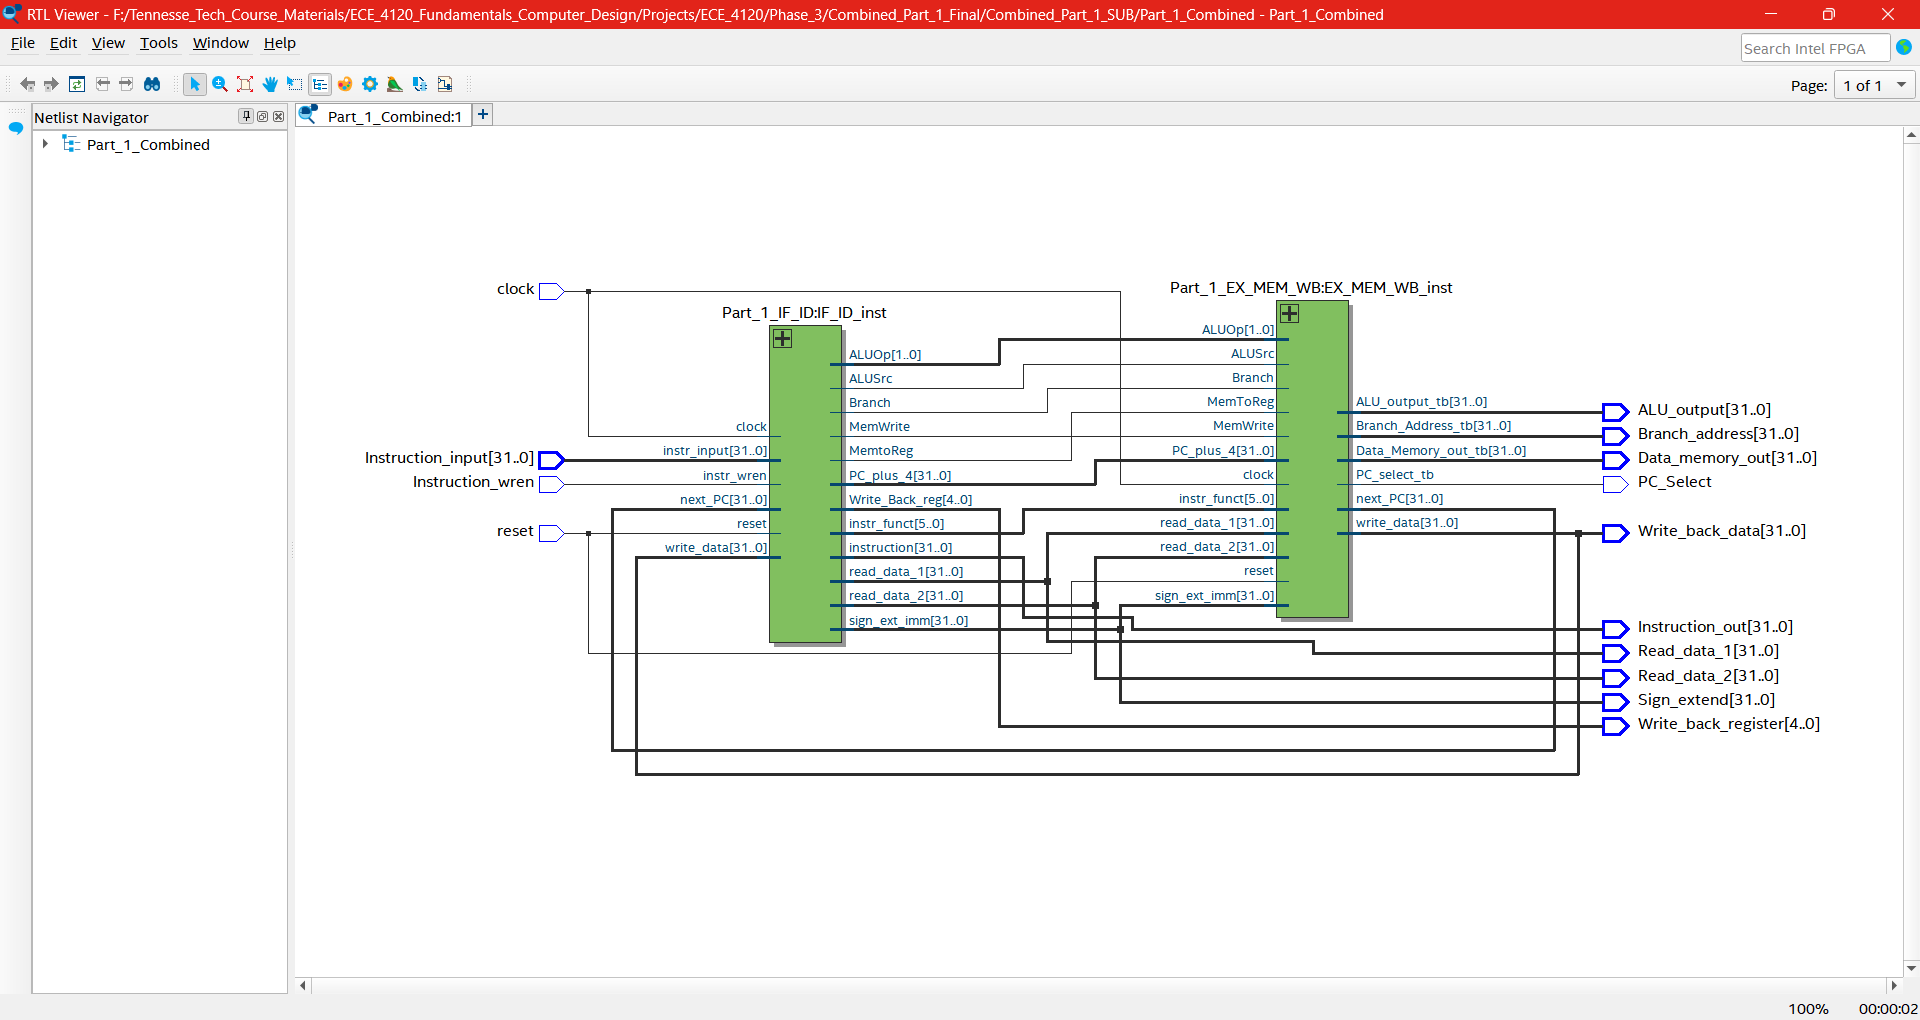 RTL Viewer - F:/Tennesse_Tech_Course_Materials/ECE_4120_Fundamentals_Computer_Design/Projects/ECE_4120/Phase_3/Combined_Part_1_Final/Combined_Part_1_SUB/Part_1_Combined - Part_1_Combined
File Edit View Tools Window Help
Search Intel FPGA
Page: 1 of 1
Netlist Navigator
Part_1_Combined:1
Part_1_Combined
clock
Instruction_input[31..0]
Instruction_wren
reset
Part_1_IF_ID:IF_ID_inst
clock
instr_input[31..0]
instr_wren
next_PC[31..0]
reset
write_data[31..0]
ALUOp[1..0]
ALUSrc
Branch
MemWrite
MemtoReg
PC_plus_4[31..0]
Write_Back_reg[4..0]
instr_funct[5..0]
instruction[31..0]
read_data_1[31..0]
read_data_2[31..0]
sign_ext_imm[31..0]
Part_1_EX_MEM_WB:EX_MEM_WB_inst
ALUOp[1..0]
ALUSrc
Branch
MemToReg
MemWrite
PC_plus_4[31..0]
clock
instr_funct[5..0]
read_data_1[31..0]
read_data_2[31..0]
reset
sign_ext_imm[31..0]
ALU_output_tb[31..0]
Branch_Address_tb[31..0]
Data_Memory_out_tb[31..0]
PC_select_tb
next_PC[31..0]
write_data[31..0]
ALU_output[31..0]
Branch_address[31..0]
Data_memory_out[31..0]
PC_Select
Write_back_data[31..0]
Instruction_out[31..0]
Read_data_1[31..0]
Read_data_2[31..0]
Sign_extend[31..0]
Write_back_register[4..0]
100% 00:00:02